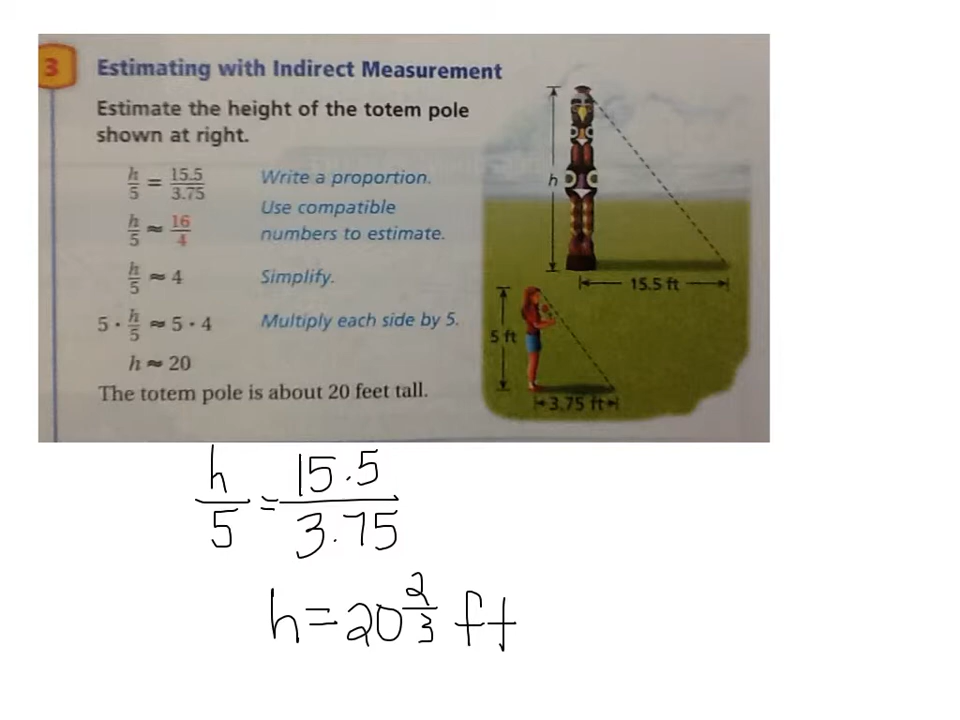 3 Estimating with Indirect Measurement
Estimate the height of the totem pole
shown at right.
h/5 = 15.5/3.75 Write a proportion.
h/5 ≈ 16/4 Use compatible
numbers to estimate.
h/5 ≈ 4 Simplify.
5 · h/5 ≈ 5 · 4 Multiply each side by 5.
h ≈ 20
The totem pole is about 20 feet tall.
h
15.5 ft
5 ft
3.75 ft
h/5 = 15.5/3.75
h = 20 2/3 ft